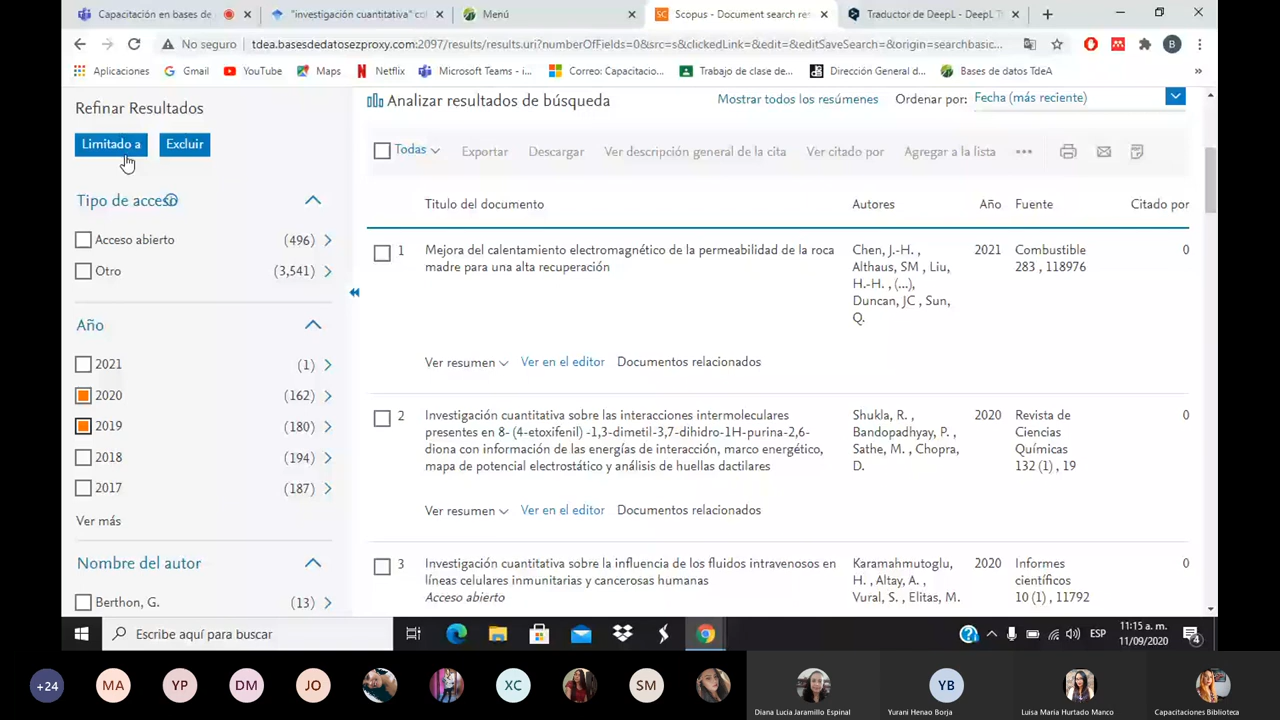 Capacitación en bases de
"investigación cuantitativa" co
Menú
Scopus - Document search res
Traductor de DeepL - DeepL T
No seguro
tdea.basesdedatosezproxy.com:2097/results/results.uri?numberOfFields=0&src=s&clickedLink=&edit=&editSaveSearch=&origin=searchbasic...
Aplicaciones
Gmail
YouTube
Maps
Netflix
Microsoft Teams - i...
Correo: Capacitacio...
Trabajo de clase de...
Dirección General d...
Bases de datos TdeA
»
Refinar Resultados
Limitado a
Excluir
Tipo de acceso
Acceso abierto (496)
Otro (3,541)
Año
2021 (1)
2020 (162)
2019 (180)
2018 (194)
2017 (187)
Ver más
Nombre del autor
Berthon, G. (13)
Analizar resultados de búsqueda
Mostrar todos los resúmenes
Ordenar por:
Fecha (más reciente)
Todas
Exportar
Descargar
Ver descripción general de la cita
Ver citado por
Agregar a la lista
Titulo del documento
Autores
Año
Fuente
Citado por
1
Mejora del calentamiento electromagnético de la permeabilidad de la roca
madre para una alta recuperación
Chen, J.-H. ,
Althaus, SM , Liu,
H.-H. , (...),
Duncan, JC , Sun,
Q.
2021
Combustible
283 , 118976
0
Ver resumen
Ver en el editor
Documentos relacionados
2
Investigación cuantitativa sobre las interacciones intermoleculares
presentes en 8- (4-etoxifenil) -1,3-dimetil-3,7-dihidro-1H-purina-2,6-
diona con información de las energías de interacción, marco energético,
mapa de potencial electrostático y análisis de huellas dactilares
Shukla, R. ,
Bandopadhyay, P. ,
Sathe, M. , Chopra,
D.
2020
Revista de
Ciencias
Químicas
132 (1) , 19
0
Ver resumen
Ver en el editor
Documentos relacionados
3
Investigación cuantitativa sobre la influencia de los fluidos intravenosos en
líneas celulares inmunitarias y cancerosas humanas
Acceso abierto
Karamahmutoglu,
H. , Altay, A. ,
Vural, S. , Elitas, M.
2020
Informes
científicos
10 (1) , 11792
0
Escribe aquí para buscar
ESP
11:15 a. m.
11/09/2020
4
+24
MA
YP
DM
JO
XC
SM
YB
Diana Lucia Jaramillo Espinal
Yurani Henao Borja
Luisa Maria Hurtado Manco
Capacitaciones Biblioteca